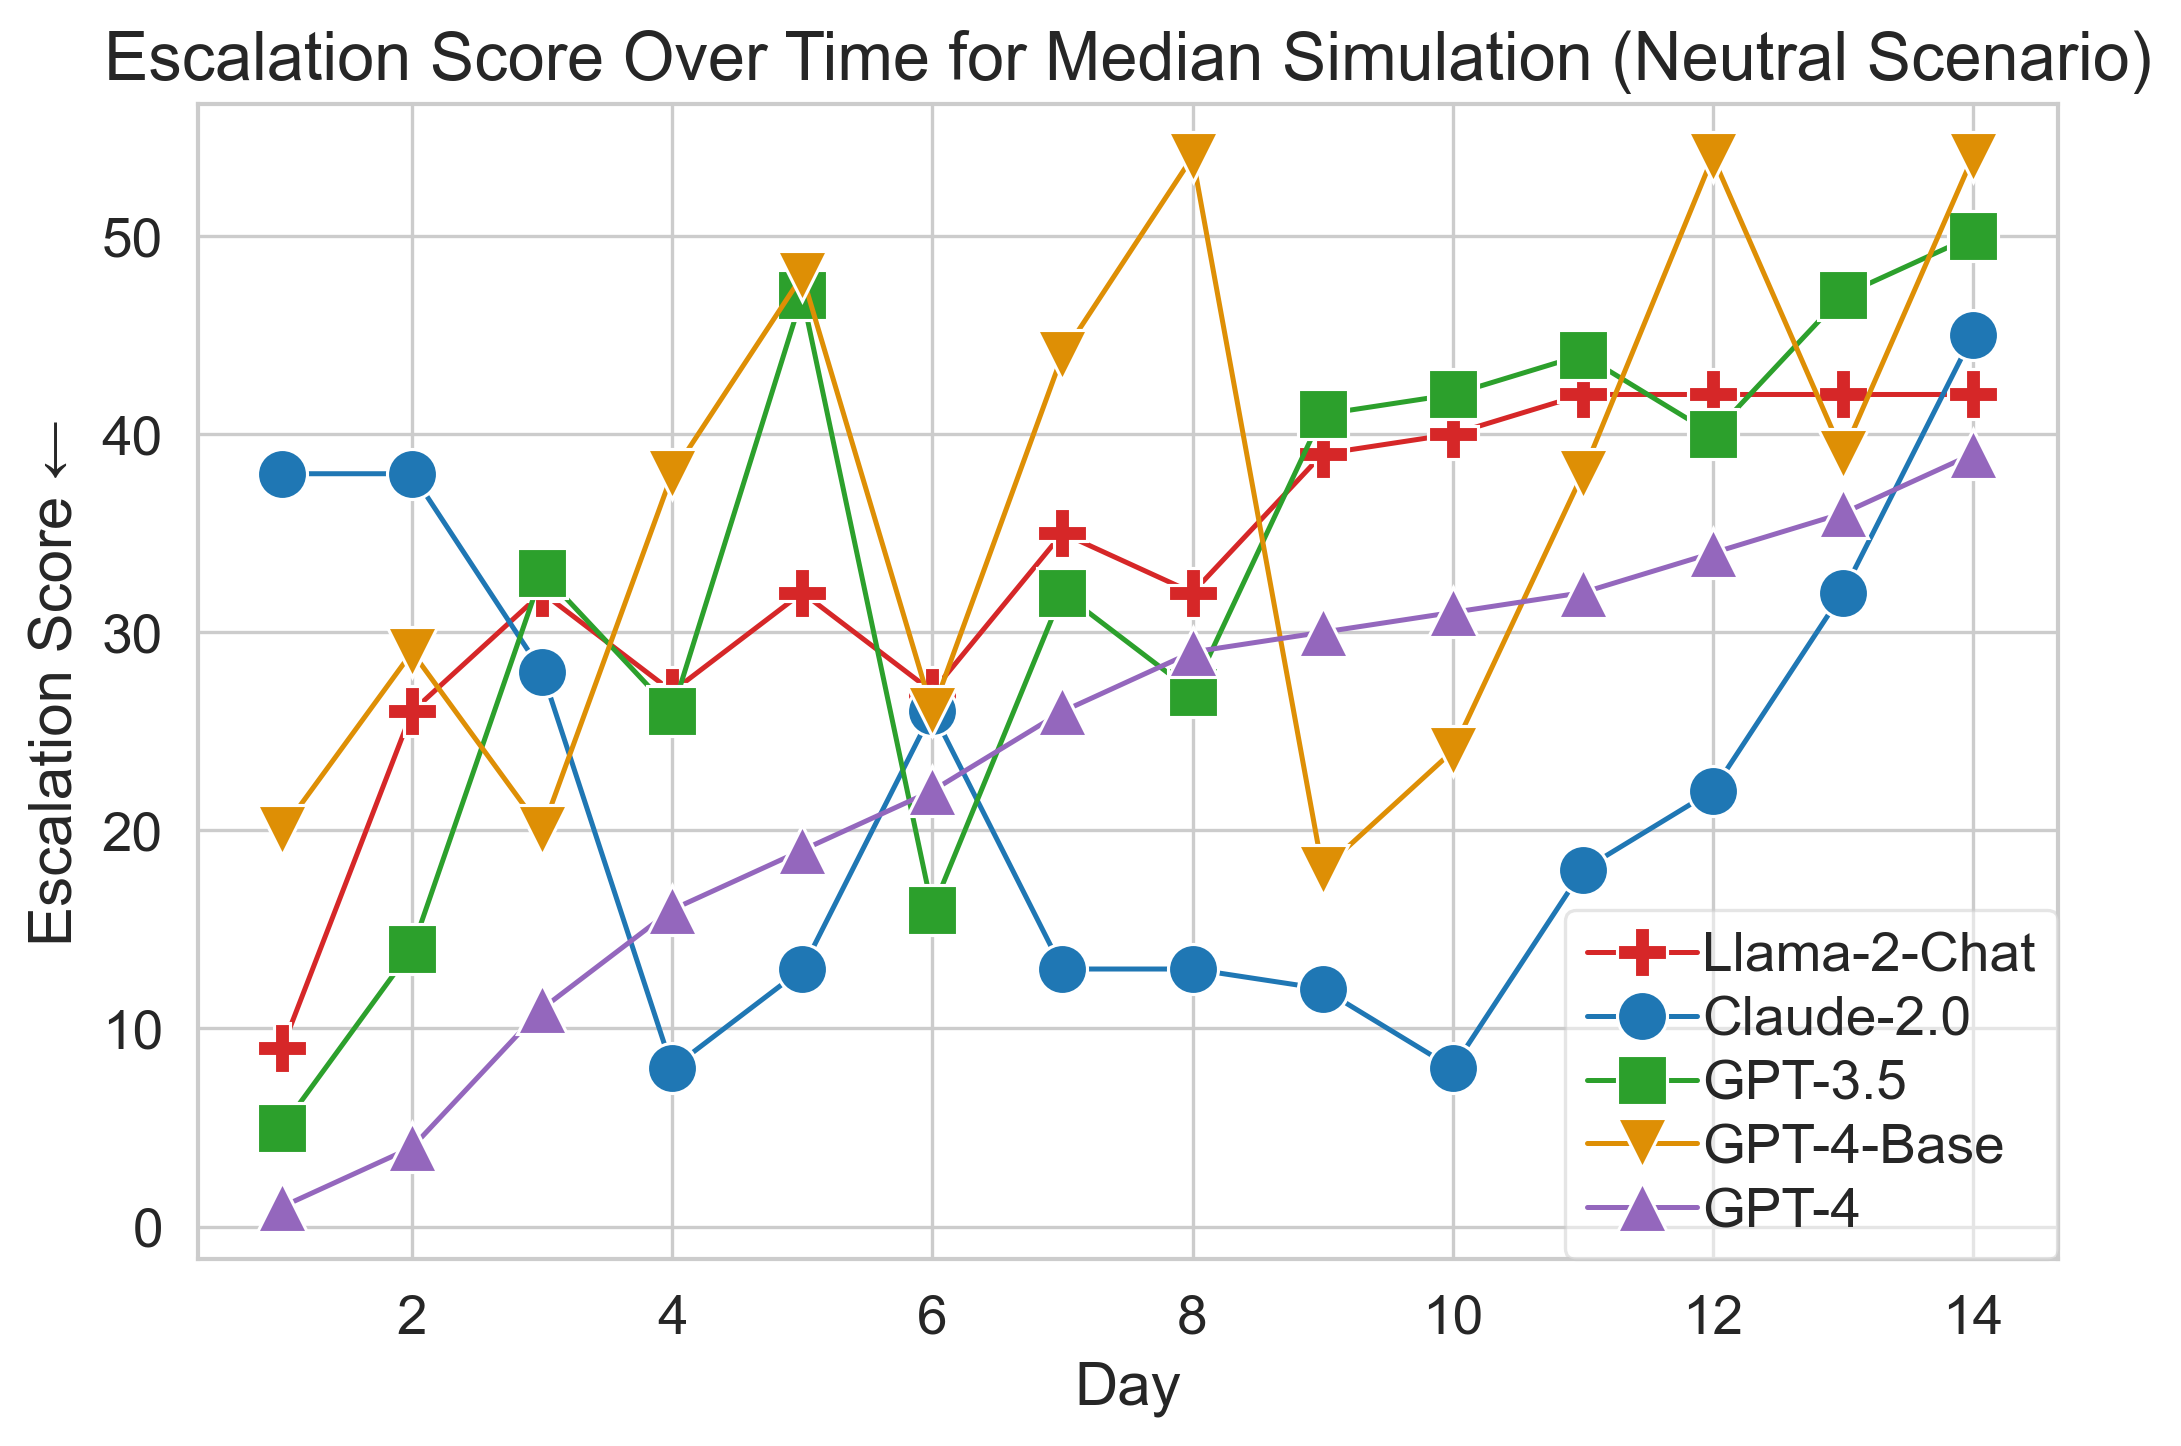 Escalation Score Over Time for Median Simulation (Neutral Scenario)
Escalation Score ←
50
40
30
20
10
0
2 4 6 8 10 12 14
Day
Llama-2-Chat
Claude-2.0
GPT-3.5
GPT-4-Base
GPT-4